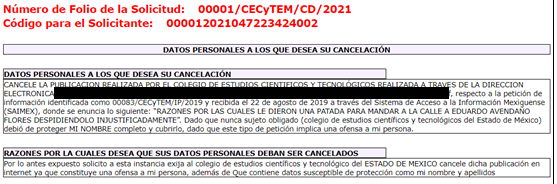 Número de Folio de la Solicitud: 00001/CECyTEM/CD/2021
Código para el Solicitante: 000012021047223424002
DATOS PERSONALES A LOS QUE DESEA SU CANCELACIÓN
DATOS PERSONALES A LOS QUE DESEA SU CANCELACIÓN
CANCELE LA PUBLICACION REALIZADA POR EL COLEGIO DE ESTUDIOS CIENTIFICOS Y TECNOLÓGICOS REALIZADA A TRAVES DE LA DIRECCION
ELECTRONICA , respecto a la petición de
información identificada como 00083/CECyTEM/IP/2019 y recibida el 22 de agosto de 2019 a través del Sistema de Acceso a la Información Mexiguense
(SAIMEX), donde se enuncia lo siguiente: "RAZONES POR LAS CUALES LE DIERON UNA PATADA PARA MANDAR A LA CALLE A EDUARDO AVENDAÑO
FLORES DESPIDIENDOLO INJUSTIFICADAMENTE". Dado que nunca sujeto obligado (colegio de estudios científicos y tecnológicos del Estado de México)
debió de proteger MI NOMBRE completo y cubrirlo, dado que este tipo de petición implica una ofensa a mi persona.
RAZONES POR LA CUALES DESEA QUE SUS DATOS PERSONALES DEBAN SER CANCELADOS
Por lo antes expuesto solicito a esta instancia exija al colegio de estudios científicos y tecnológico del ESTADO DE MEXICO cancele dicha publicación en
internet ya que constituye una ofensa a mi persona, además de Que contiene datos susceptible de protección como mi nombre y apellidos